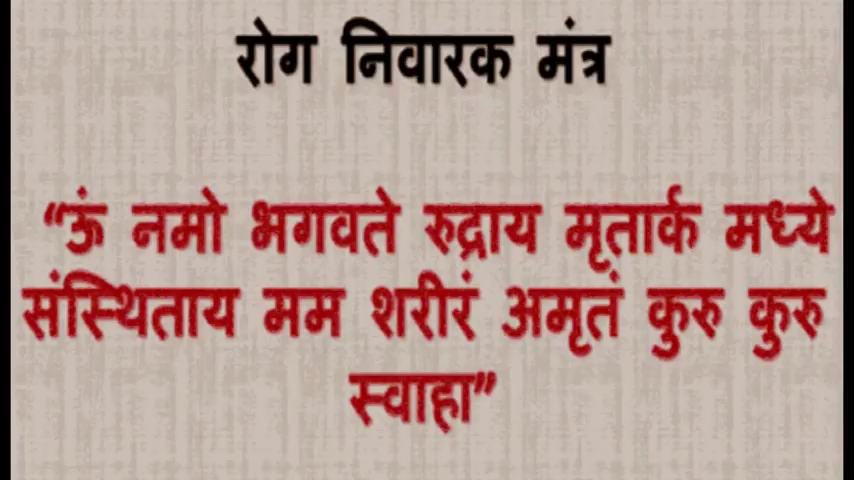 रोग निवारक मंत्र
“ऊं नमो भगवते रुद्राय मृतार्क मध्ये
संस्थिताय मम शरीरं अमृतं कुरु कुरु
स्वाहा”